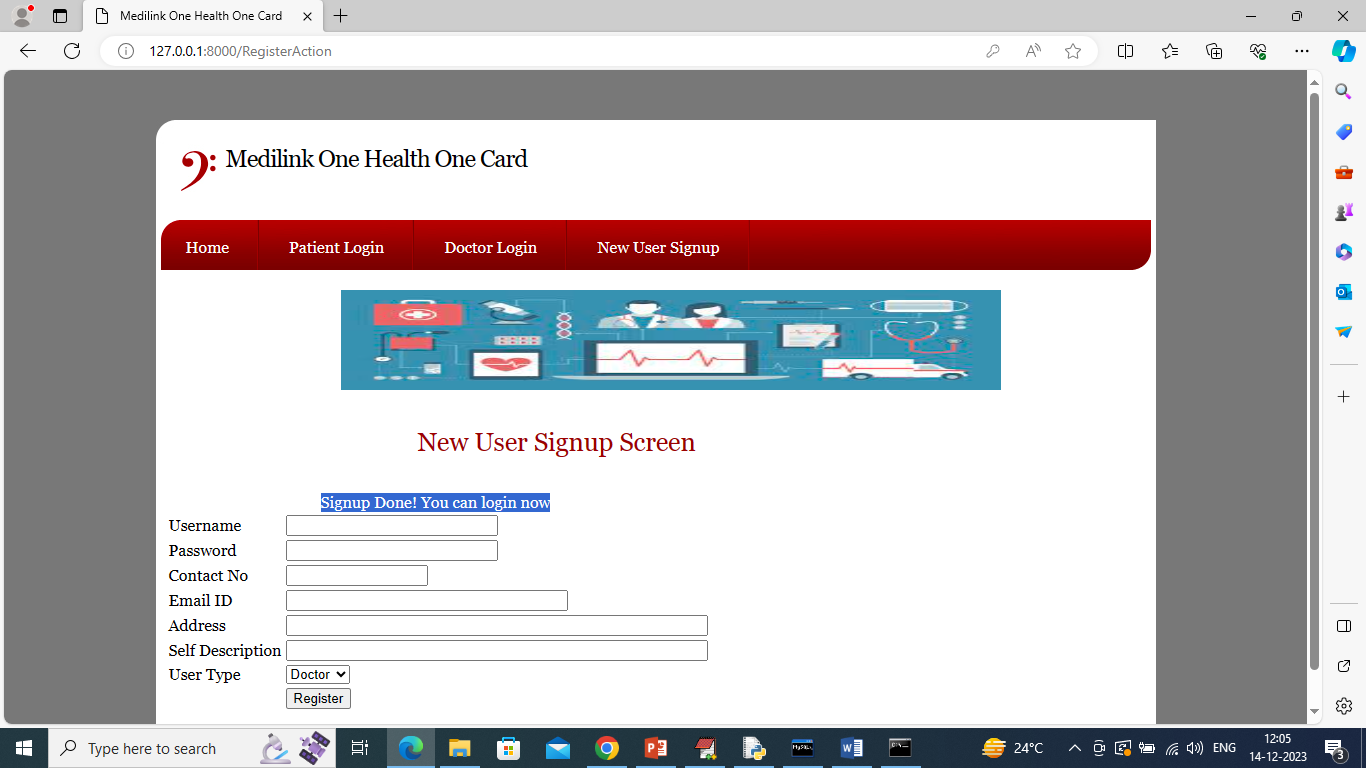 Medilink One Health One Card
127.0.0.1:8000/RegisterAction
Medilink One Health One Card
Home Patient Login Doctor Login New User Signup
New User Signup Screen
Signup Done! You can login now
Username
Password
Contact No
Email ID
Address
Self Description
User Type Doctor
Register
Type here to search
24°C
ENG
12:05
14-12-2023
3